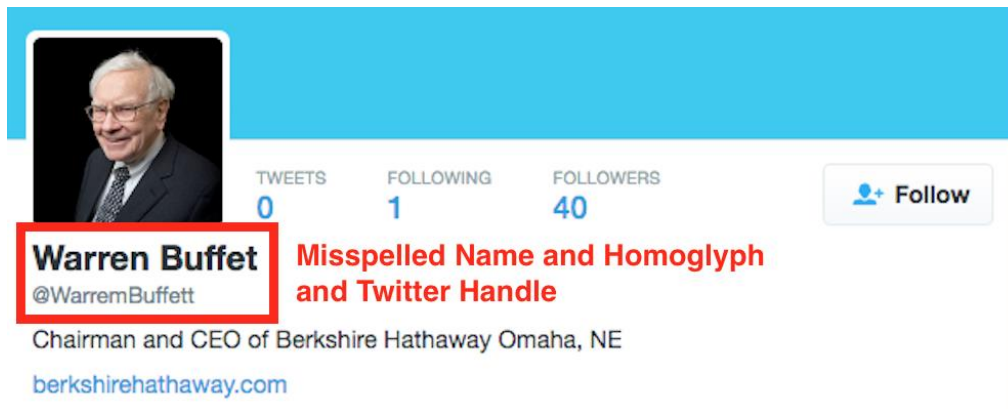 TWEETS FOLLOWING FOLLOWERS
0 1 40
Follow
Warren Buffet
@WarremBuffett
Misspelled Name and Homoglyph
and Twitter Handle
Chairman and CEO of Berkshire Hathaway Omaha, NE
berkshirehathaway.com